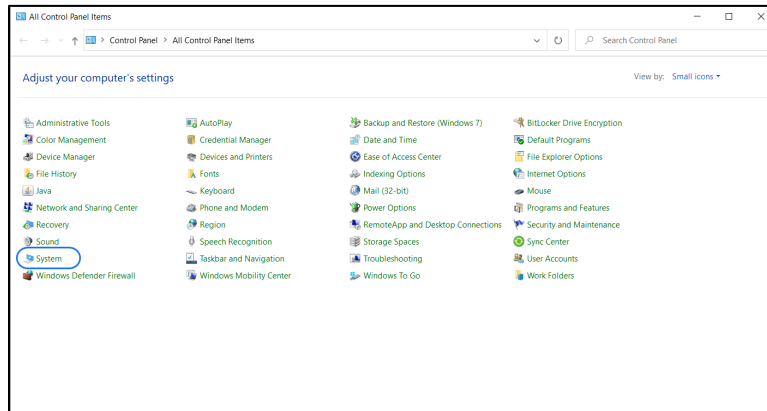 All Control Panel Items
Control Panel > All Control Panel Items
Search Control Panel
Adjust your computer's settings
View by: Small icons
Administrative Tools
AutoPlay
Backup and Restore (Windows 7)
BitLocker Drive Encryption
Color Management
Credential Manager
Date and Time
Default Programs
Device Manager
Devices and Printers
Ease of Access Center
File Explorer Options
File History
Fonts
Indexing Options
Internet Options
Java
Keyboard
Mail (32-bit)
Mouse
Network and Sharing Center
Phone and Modem
Power Options
Programs and Features
Recovery
Region
RemoteApp and Desktop Connections
Security and Maintenance
Sound
Speech Recognition
Storage Spaces
Sync Center
System
Taskbar and Navigation
Troubleshooting
User Accounts
Windows Defender Firewall
Windows Mobility Center
Windows To Go
Work Folders